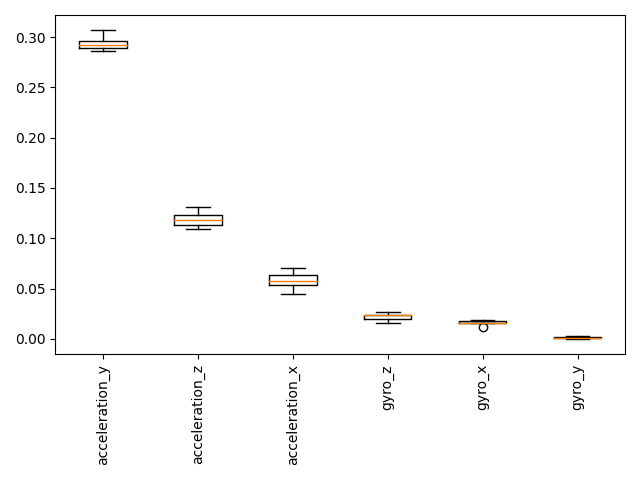 0.30
0.25
0.20
0.15
0.10
0.05
0.00
acceleration_y
acceleration_z
acceleration_x
gyro_z
gyro_x
gyro_y